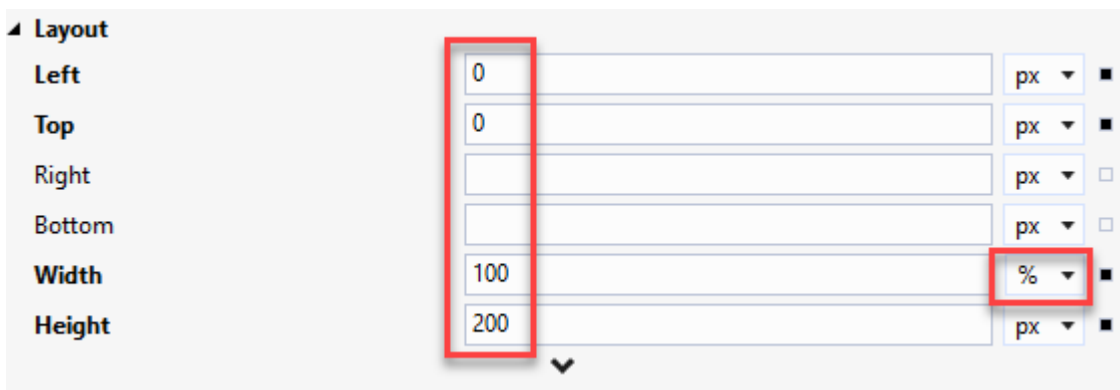 Layout
Left 0 px
Top 0 px
Right px
Bottom px
Width 100 %
Height 200 px